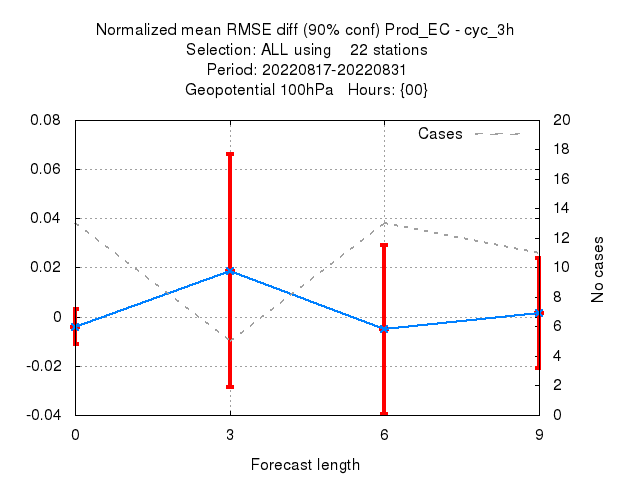 Normalized mean RMSE diff (90% conf) Prod_EC - cyc_3h
Selection: ALL using 22 stations
Period: 20220817-20220831
Geopotential 100hPa Hours: {00}
Cases
0.08
0.06
0.04
0.02
0
-0.02
-0.04
20
18
16
14
12
10
8
6
4
2
0
No cases
0 3 6 9
Forecast length